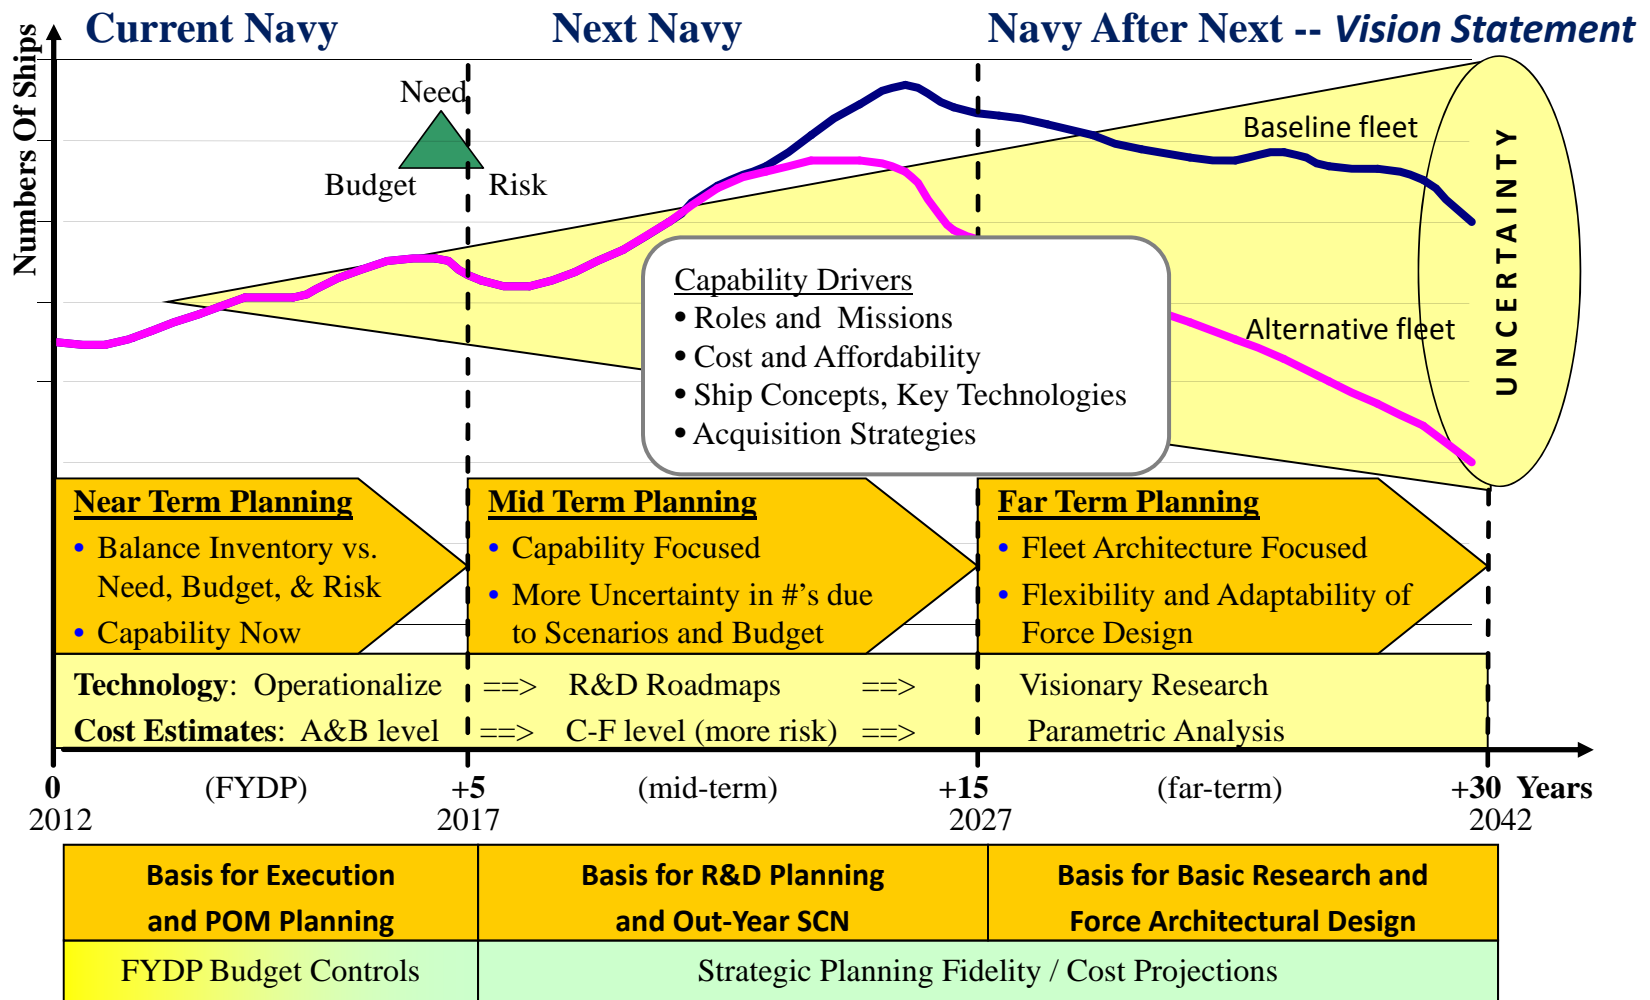 Current Navy
Next Navy
Navy After Next -- Vision Statement
Numbers Of Ships
Need
Budget
Risk
Baseline fleet
Alternative fleet
UNCERTAINTY
Capability Drivers
• Roles and Missions
• Cost and Affordability
• Ship Concepts, Key Technologies
• Acquisition Strategies
Near Term Planning
• Balance Inventory vs.
Need, Budget, & Risk
• Capability Now
Mid Term Planning
• Capability Focused
• More Uncertainty in #'s due
to Scenarios and Budget
Far Term Planning
• Fleet Architecture Focused
• Flexibility and Adaptability of
Force Design
Technology: Operationalize ==> R&D Roadmaps ==> Visionary Research
Cost Estimates: A&B level ==> C-F level (more risk) ==> Parametric Analysis
0 (FYDP) +5 (mid-term) +15 (far-term) +30 Years
2012 2017 2027 2042
Basis for Execution
and POM Planning
Basis for R&D Planning
and Out-Year SCN
Basis for Basic Research and
Force Architectural Design
FYDP Budget Controls
Strategic Planning Fidelity / Cost Projections